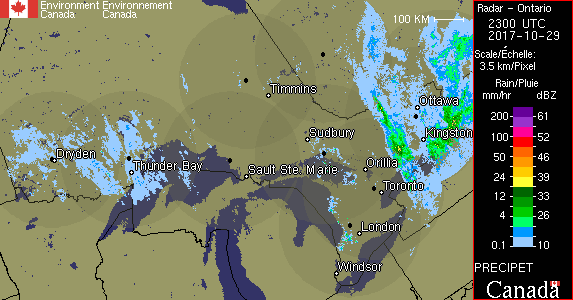 Environment Environnement
Canada Canada
100 KM
Timmins
Ottawa
Sudbury
Kingston
Dryden
Thunder Bay
Sault Ste. Marie
Orillia
Toronto
London
Windsor
Radar - Ontario
2300 UTC
2017-10-29
Scale/Échelle:
3.5 km/Pixel
Rain/Pluie
mm/hr dBZ
200 61
100 52
50 46
24 39
12 33
4 26
0.1 10
PRECIPET
Canada